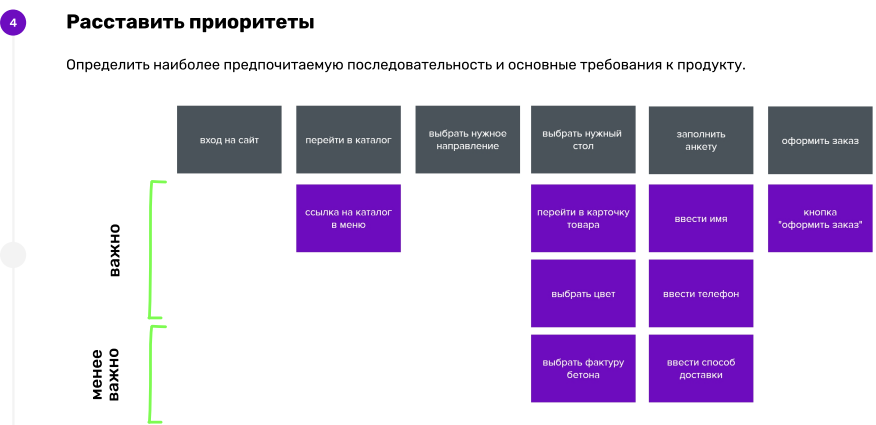 4
Расставить приоритеты
Определить наиболее предпочитаемую последовательность и основные требования к продукту.
вход на сайт
перейти в каталог
выбрать нужное
направление
выбрать нужный
стол
заполнить
анкету
оформить заказ
важно
ссылка на каталог
в меню
перейти в карточку
товара
ввести имя
кнопка
"оформить заказ"
выбрать цвет
ввести телефон
менее
важно
выбрать фактуру
бетона
ввести способ
доставки